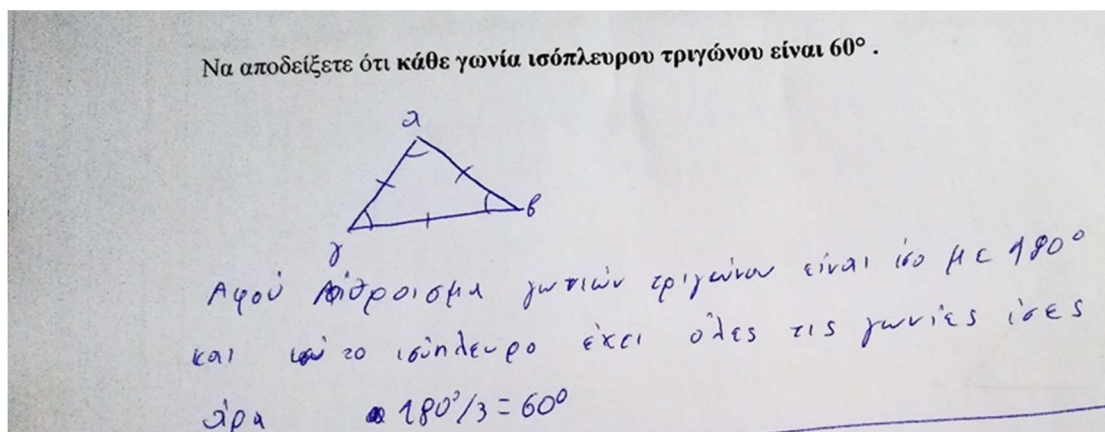 Να αποδείξετε ότι κάθε γωνία ισόπλευρου τριγώνου είναι 60° .
α
β
γ
Αφού άθροισμα γωνιών τριγώνου είναι ίσο με 180°
και το ισόπλευρο έχει όλες τις γωνίες ίσες
άρα 180°/3 = 60°